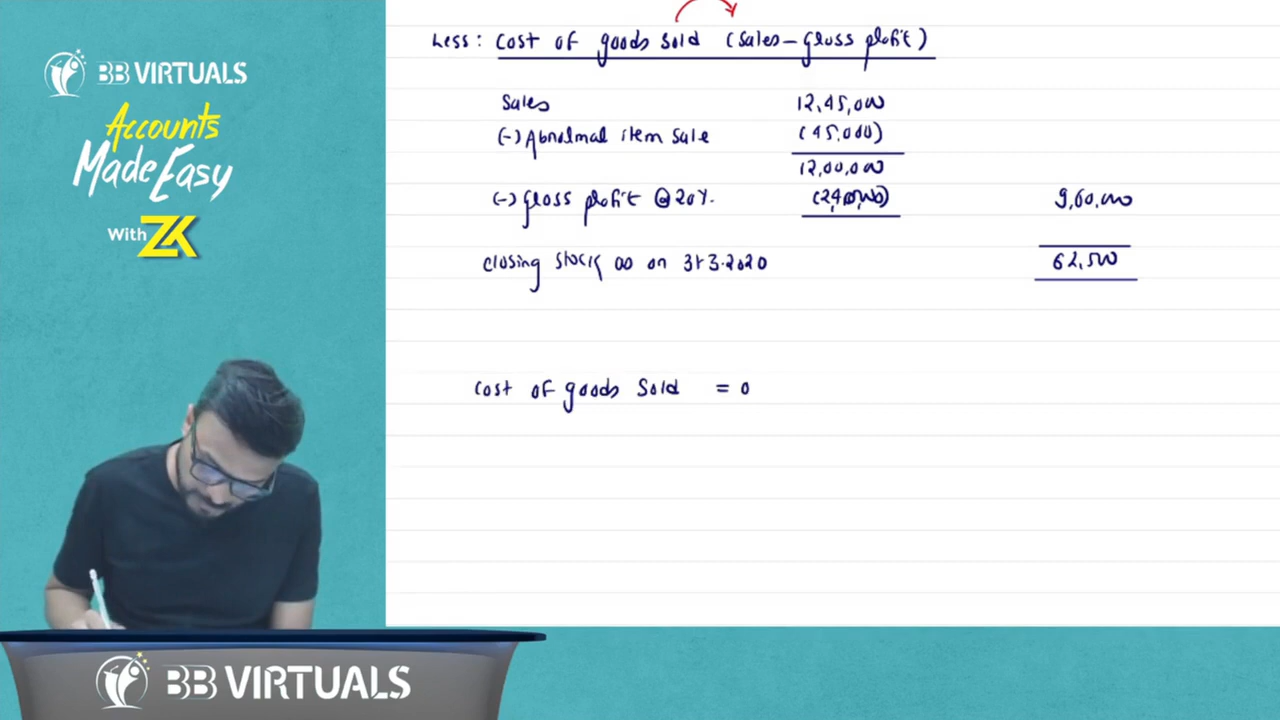 BB VIRTUALS
Accounts
Made Easy
With ZK
Less: Cost of goods sold (Sales - Gross profit)
Sales 12,45,000
(-) Abnormal item sale (45,000)
12,00,000
(-) Gross profit @ 20%. (2,40,000) 9,60,000
Closing stock as on 31.3.2020 62,500
Cost of goods sold = 0
BB VIRTUALS